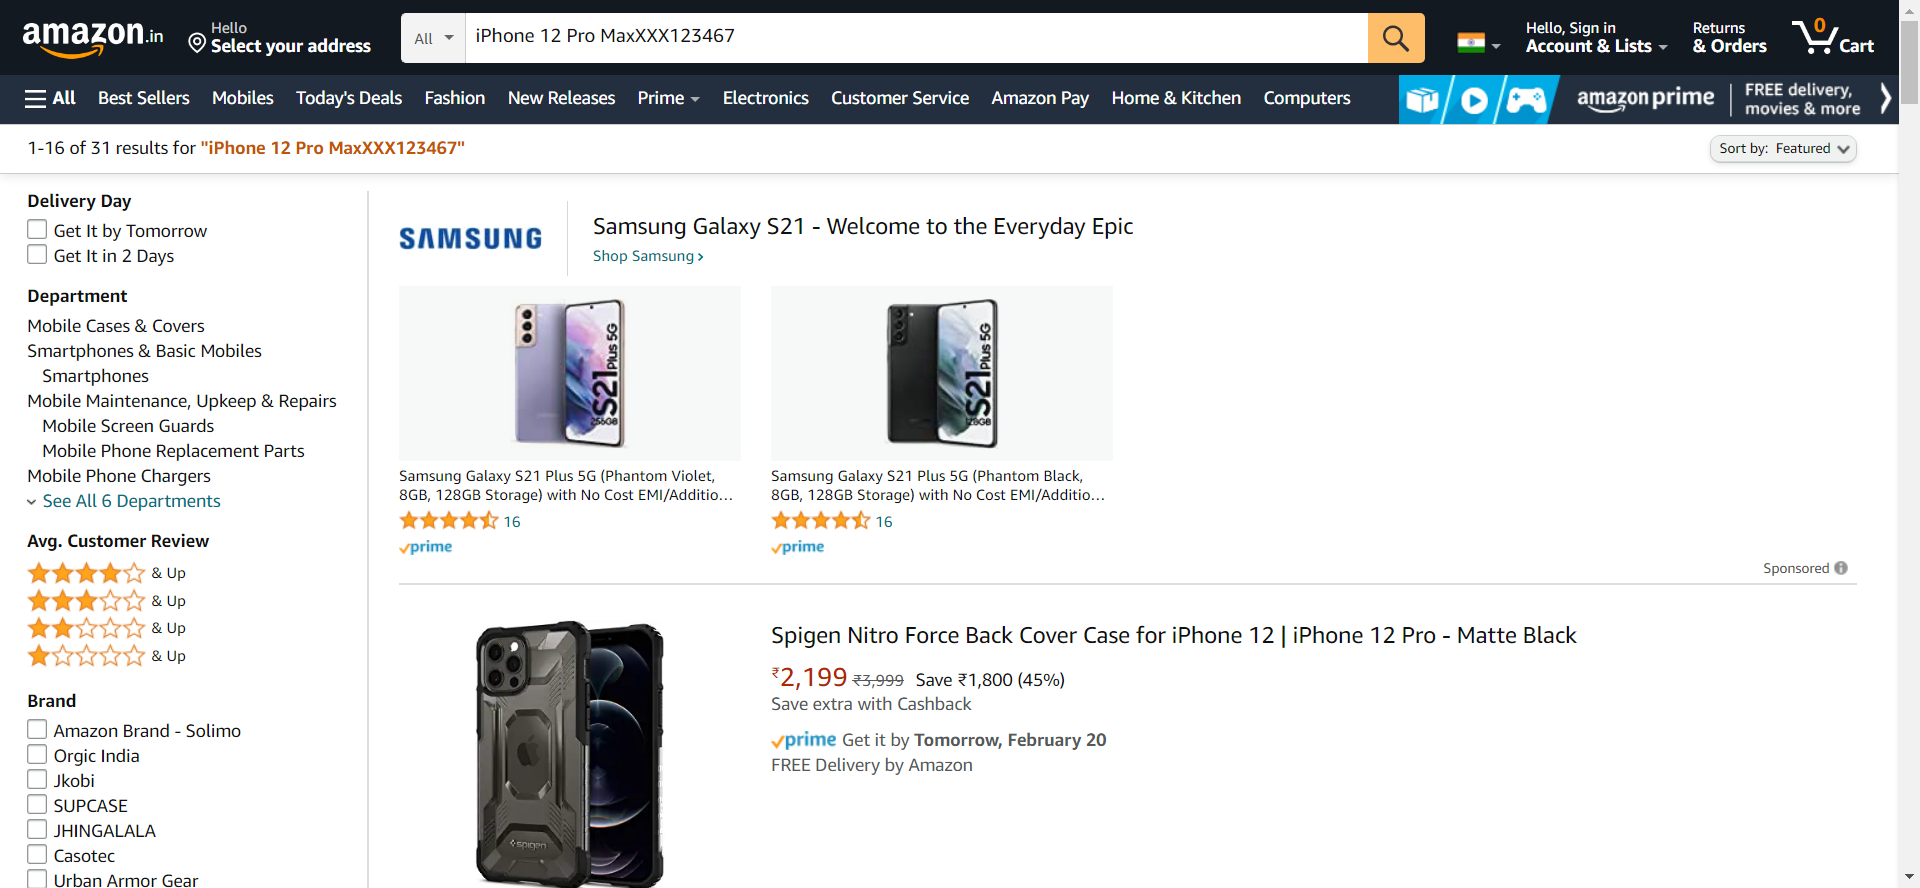 amazon.in
Hello
Select your address
All
iPhone 12 Pro MaxXXX123467
Hello, Sign in
Account & Lists
Returns
& Orders
0
Cart
All
Best Sellers
Mobiles
Today's Deals
Fashion
New Releases
Prime
Electronics
Customer Service
Amazon Pay
Home & Kitchen
Computers
amazon prime
FREE delivery,
movies & more
1-16 of 31 results for "iPhone 12 Pro MaxXXX123467"
Sort by: Featured
Delivery Day
Get It by Tomorrow
Get It in 2 Days
Department
Mobile Cases & Covers
Smartphones & Basic Mobiles
Smartphones
Mobile Maintenance, Upkeep & Repairs
Mobile Screen Guards
Mobile Phone Replacement Parts
Mobile Phone Chargers
See All 6 Departments
Avg. Customer Review
& Up
& Up
& Up
& Up
Brand
Amazon Brand - Solimo
Orgic India
Jkobi
SUPCASE
JHINGALALA
Casotec
Urban Armor Gear
SAMSUNG
Samsung Galaxy S21 - Welcome to the Everyday Epic
Shop Samsung ›
S21 Plus 5G
256GB
Samsung Galaxy S21 Plus 5G (Phantom Violet,
8GB, 128GB Storage) with No Cost EMI/Additio…
16
prime
S21 Plus 5G
128GB
Samsung Galaxy S21 Plus 5G (Phantom Black,
8GB, 128GB Storage) with No Cost EMI/Additio…
16
prime
Sponsored
spigen
Spigen Nitro Force Back Cover Case for iPhone 12 | iPhone 12 Pro - Matte Black
₹2,199 ₹3,999 Save ₹1,800 (45%)
Save extra with Cashback
prime Get it by Tomorrow, February 20
FREE Delivery by Amazon